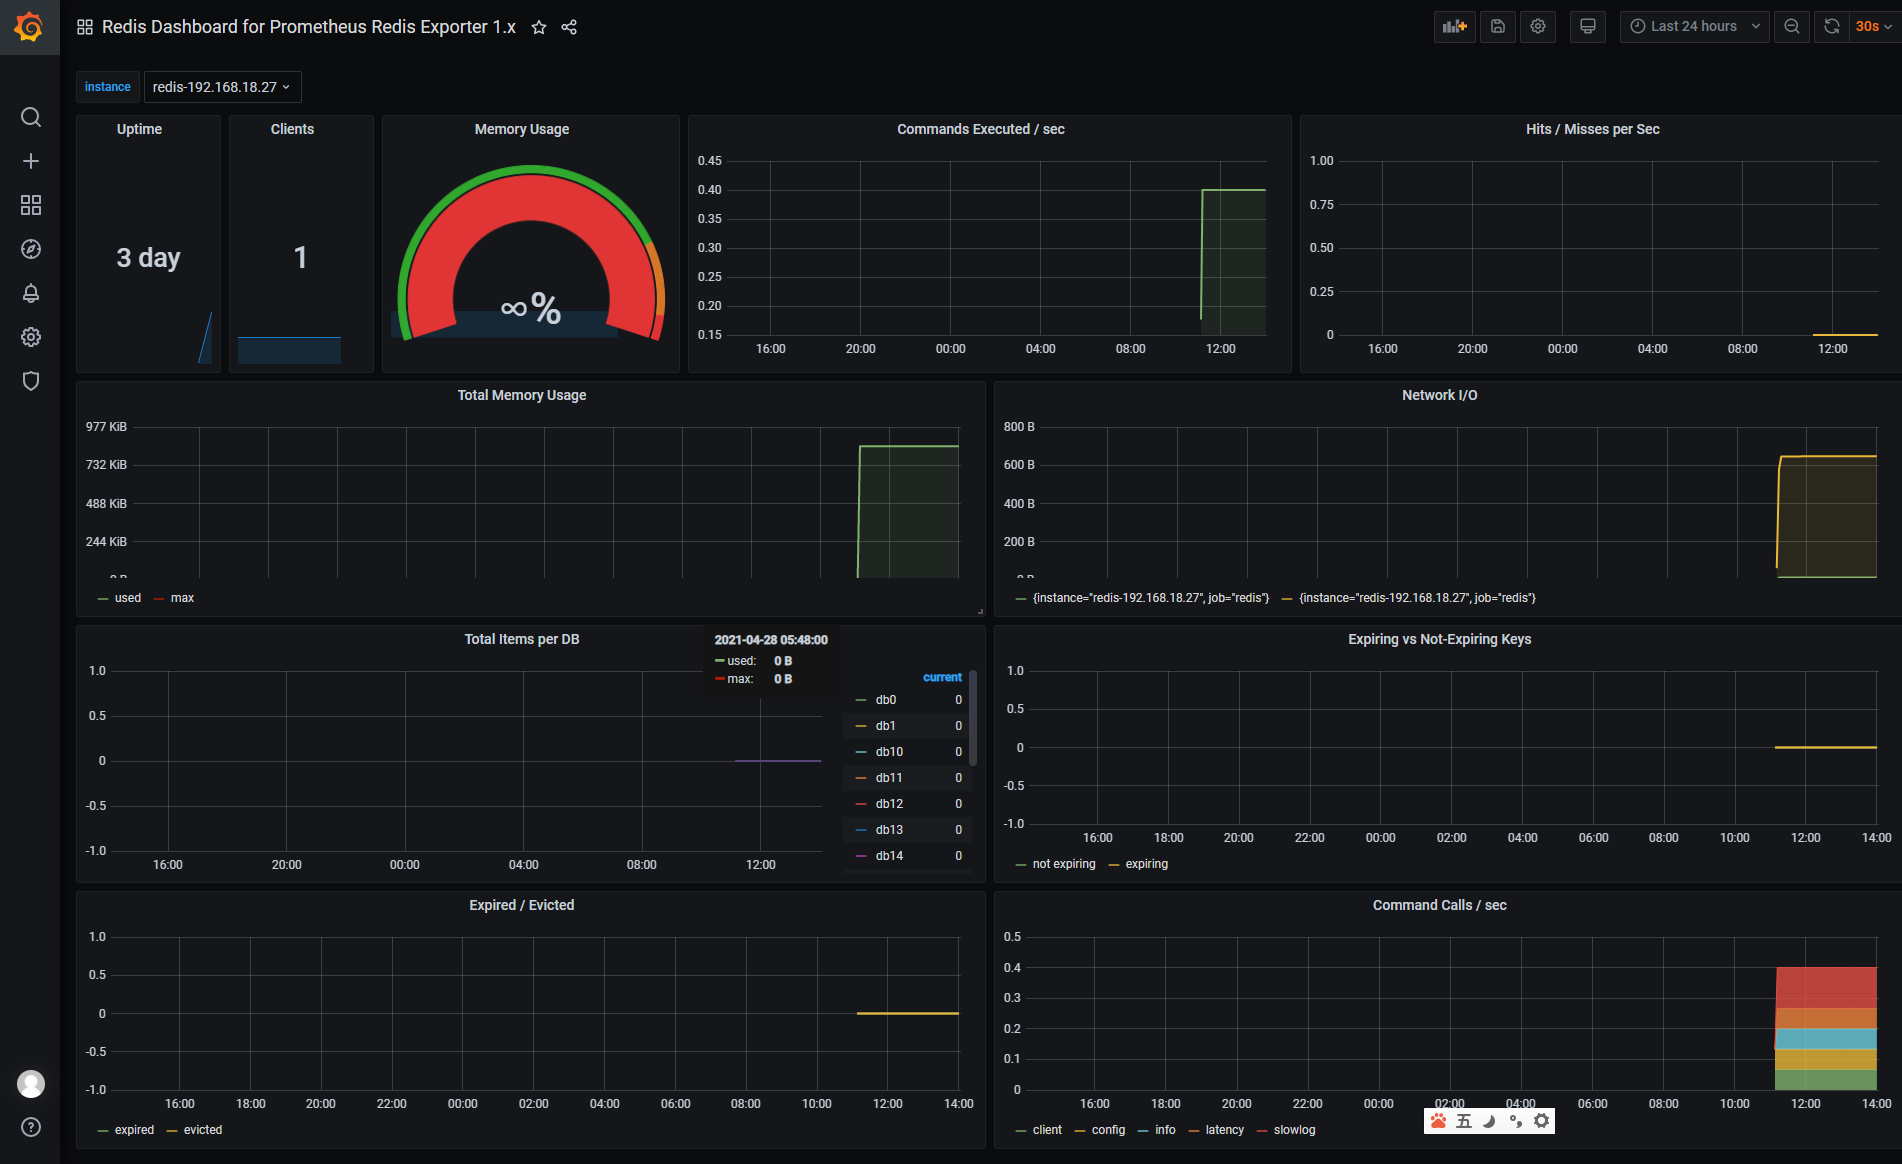 Redis Dashboard for Prometheus Redis Exporter 1.x
Last 24 hours
30s
instance
redis-192.168.18.27
Uptime
3 day
Clients
1
Memory Usage
∞%
Commands Executed / sec
0.45
0.40
0.35
0.30
0.25
0.20
0.15
16:00 20:00 00:00 04:00 08:00 12:00
Hits / Misses per Sec
1.00
0.75
0.50
0.25
0
16:00 20:00 00:00 04:00 08:00 12:00
Total Memory Usage
977 KiB
732 KiB
488 KiB
244 KiB
0 B
used max
Network I/O
800 B
600 B
400 B
200 B
0 B
{instance="redis-192.168.18.27", job="redis"} {instance="redis-192.168.18.27", job="redis"}
Total Items per DB
1.0
0.5
0
-0.5
-1.0
16:00 20:00 00:00 04:00 08:00 12:00
2021-04-28 05:48:00
used: 0 B
max: 0 B
current
db0 0
db1 0
db10 0
db11 0
db12 0
db13 0
db14 0
Expiring vs Not-Expiring Keys
1.0
0.5
0
-0.5
-1.0
16:00 18:00 20:00 22:00 00:00 02:00 04:00 06:00 08:00 10:00 12:00 14:00
not expiring expiring
Expired / Evicted
1.0
0.5
0
-0.5
-1.0
16:00 18:00 20:00 22:00 00:00 02:00 04:00 06:00 08:00 10:00 12:00 14:00
expired evicted
Command Calls / sec
0.5
0.4
0.3
0.2
0.1
0
16:00 18:00 20:00 22:00 00:00 02:00 04:00 06:00 08:00 10:00 12:00 14:00
client config info latency slowlog
五